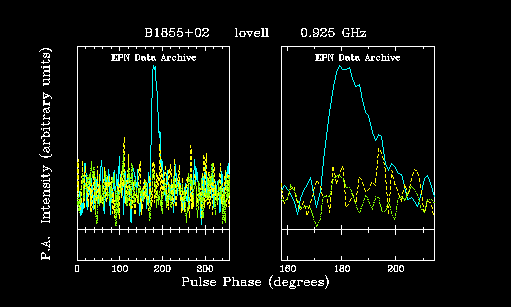 B1855+02 lovell 0.925 GHz
EPN Data Archive EPN Data Archive
P.A. Intensity (arbitrary units)
0 100 200 300 160 180 200
Pulse Phase (degrees)